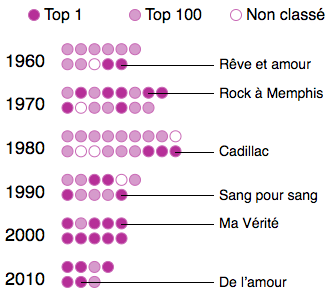 Top 1 Top 100 Non classé
1960
Rêve et amour
Rock à Memphis
1970
1980
Cadillac
1990
Sang pour sang
Ma Vérité
2000
2010
De l'amour